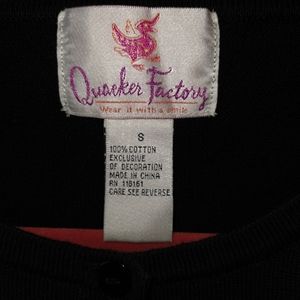 Quacker Factory
Wear it with a smile
S
100% COTTON
EXCLUSIVE
OF DECORATION
MADE IN CHINA
RN 118161
CARE SEE REVERSE